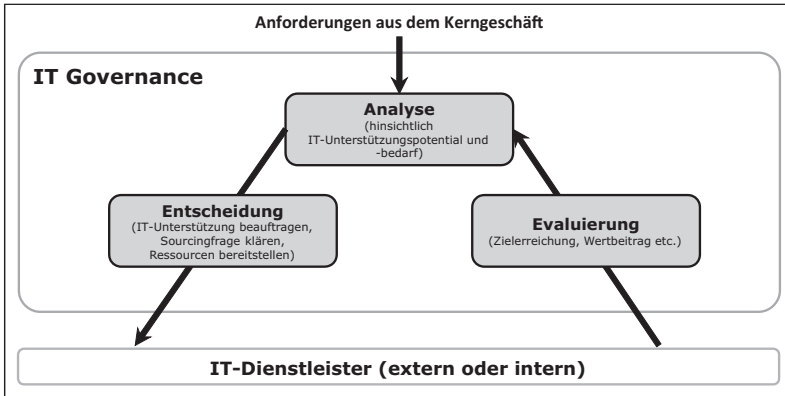 Anforderungen aus dem Kerngeschäft
IT Governance
Analyse
(hinsichtlich
IT-Unterstützungspotential und
-bedarf)
Entscheidung
(IT-Unterstützung beauftragen,
Sourcingfrage klären,
Ressourcen bereitstellen)
Evaluierung
(Zielerreichung, Wertbeitrag etc.)
IT-Dienstleister (extern oder intern)